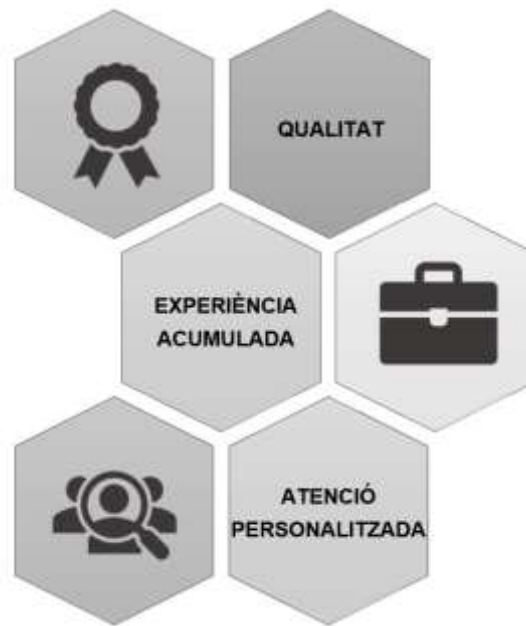 QUALITAT
EXPERIÈNCIA
ACUMULADA
ATENCIÓ
PERSONALITZADA